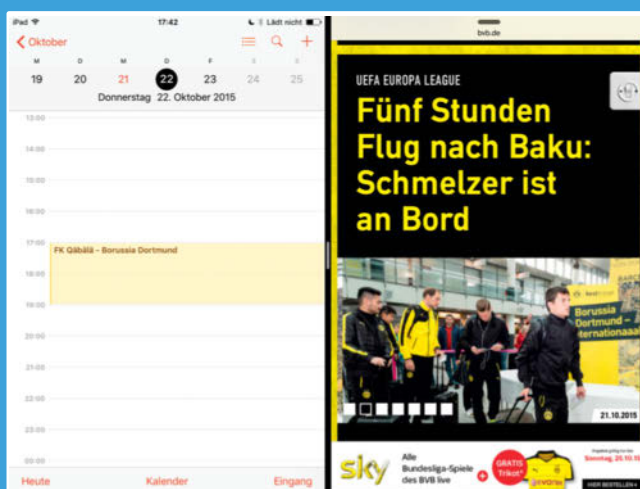 iPad
17:42
Lädt nicht
Oktober
M D M D F S S
19 20 21 22 23 24 25
Donnerstag 22. Oktober 2015
13:00
14:00
15:00
16:00
17:00
FK Qäbälä – Borussia Dortmund
18:00
19:00
20:00
21:00
22:00
23:00
00:00
Heute
Kalender
Eingang
bvb.de
UEFA EUROPA LEAGUE
Fünf Stunden
Flug nach Baku:
Schmelzer ist
an Bord
Borussia
Dortmund –
21.10.2015
sky
Alle
Bundesliga-Spiele
des BVB live
+
GRATIS
Trikot*
EVONIK
HIER BESTELLEN